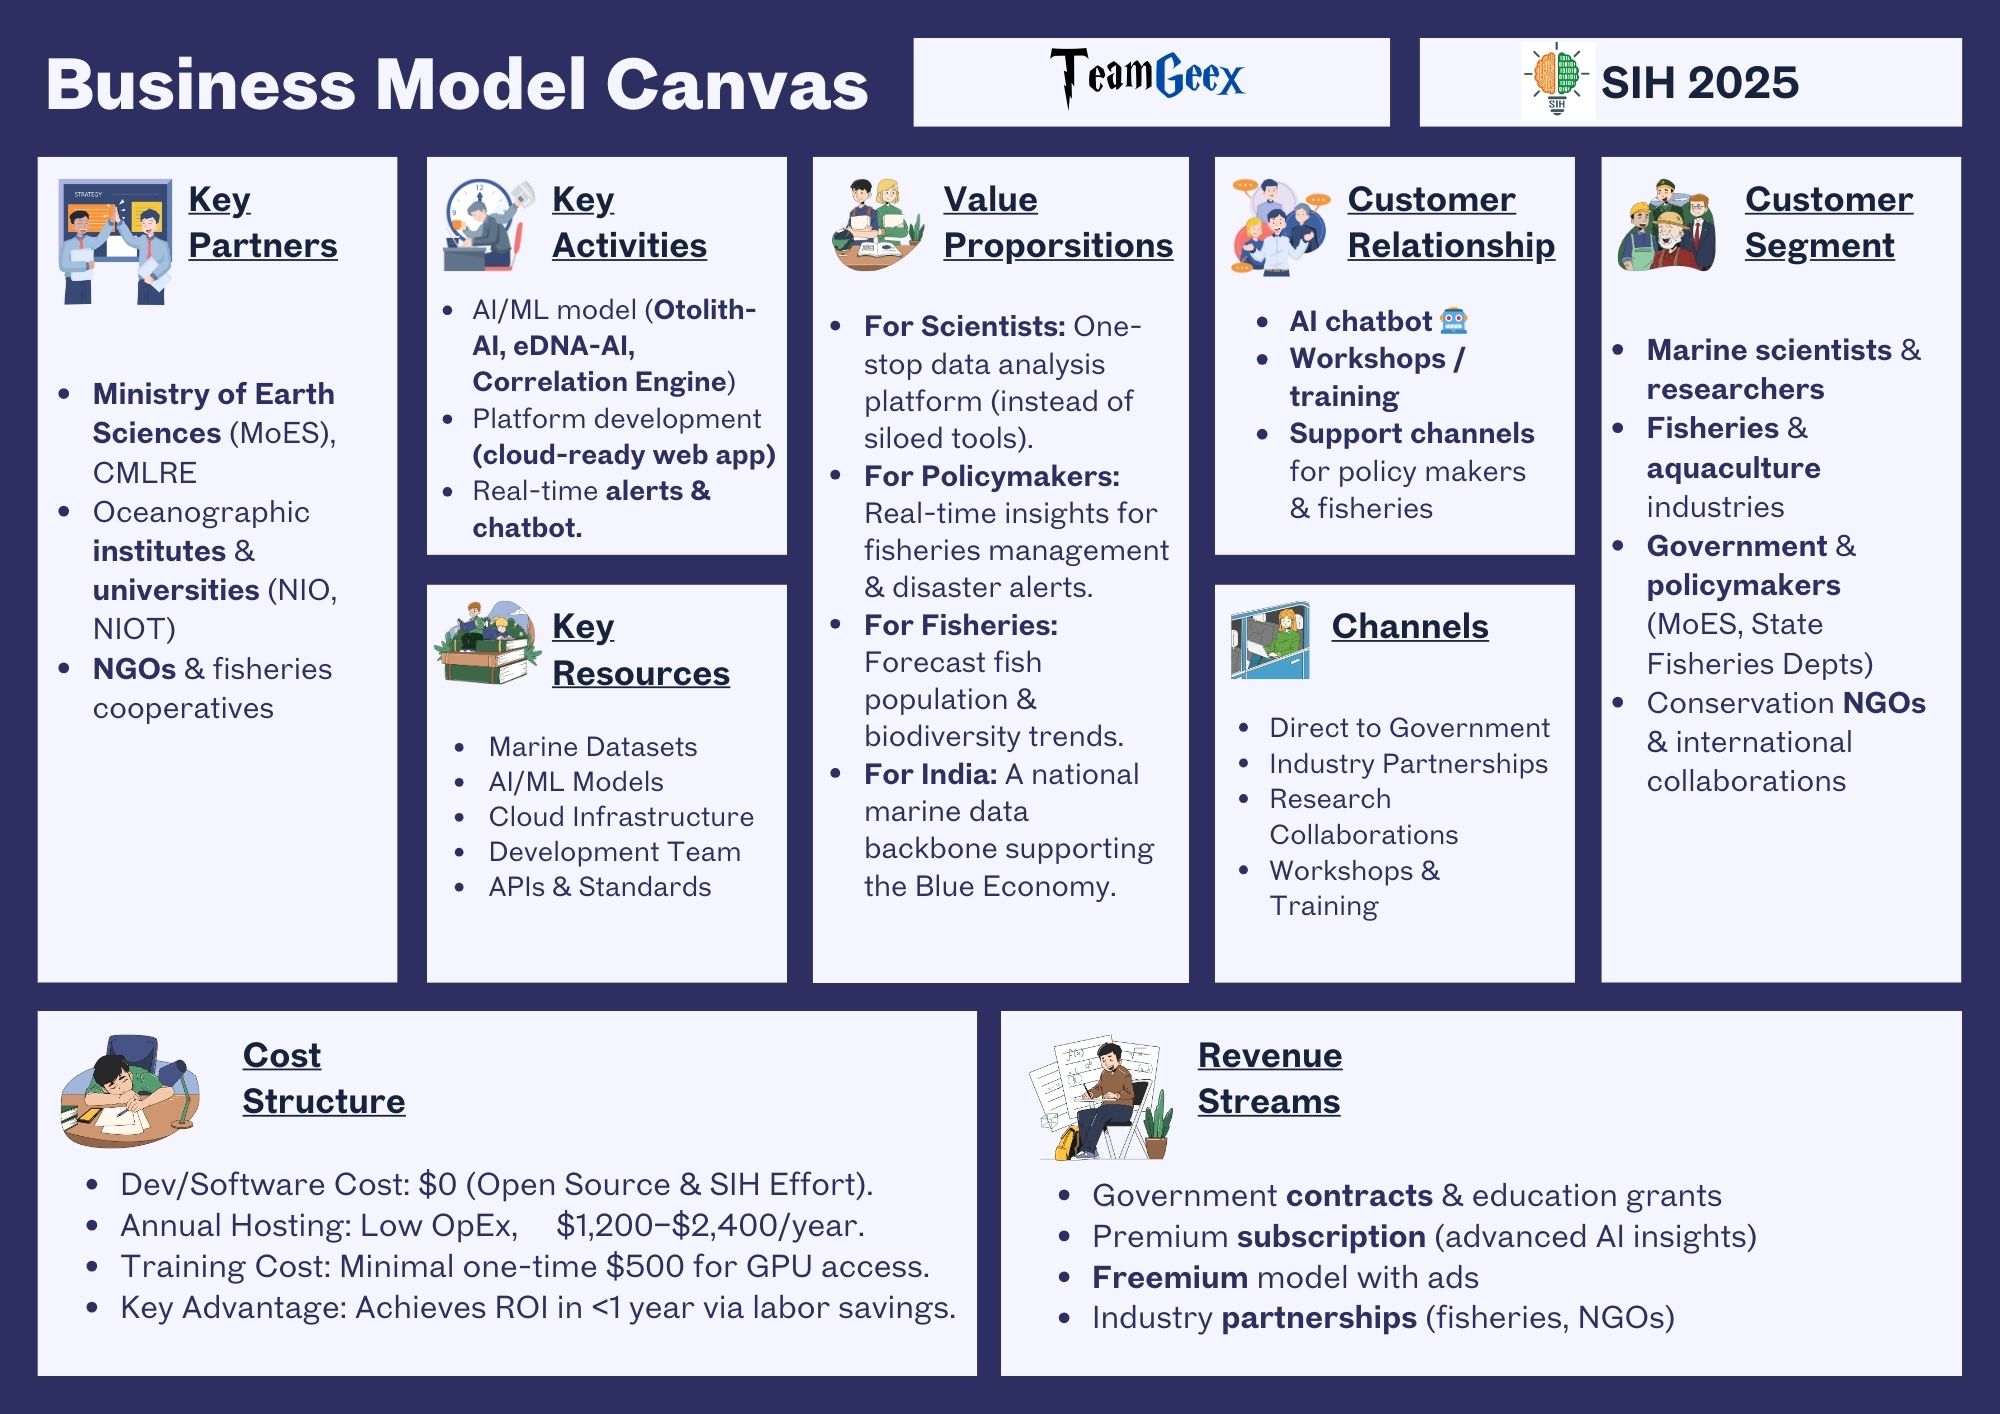 Business Model Canvas
TeamGeex
SIH
SIH 2025
STRATEGY
Key
Partners
• Ministry of Earth
Sciences (MoES),
CMLRE
• Oceanographic
institutes &
universities (NIO,
NIOT)
• NGOs & fisheries
cooperatives
12
9
Key
Activities
• AI/ML model (Otolith-
AI, eDNA-AI,
Correlation Engine)
• Platform development
(cloud-ready web app)
• Real-time alerts &
chatbot.
Key
Resources
• Marine Datasets
• AI/ML Models
• Cloud Infrastructure
• Development Team
• APIs & Standards
Value
Proporsitions
• For Scientists: One-
stop data analysis
platform (instead of
siloed tools).
• For Policymakers:
Real-time insights for
fisheries management
& disaster alerts.
• For Fisheries:
Forecast fish
population &
biodiversity trends.
• For India: A national
marine data
backbone supporting
the Blue Economy.
Customer
Relationship
• AI chatbot 🤖
• Workshops /
training
• Support channels
for policy makers
& fisheries
Channels
• Direct to Government
• Industry Partnerships
• Research
Collaborations
• Workshops &
Training
Customer
Segment
• Marine scientists &
researchers
• Fisheries &
aquaculture
industries
• Government &
policymakers
(MoES, State
Fisheries Depts)
• Conservation NGOs
& international
collaborations
Cost
Structure
• Dev/Software Cost: $0 (Open Source & SIH Effort).
• Annual Hosting: Low OpEx, $1,200–$2,400/year.
• Training Cost: Minimal one-time $500 for GPU access.
• Key Advantage: Achieves ROI in <1 year via labor savings.
Revenue
Streams
• Government contracts & education grants
• Premium subscription (advanced AI insights)
• Freemium model with ads
• Industry partnerships (fisheries, NGOs)